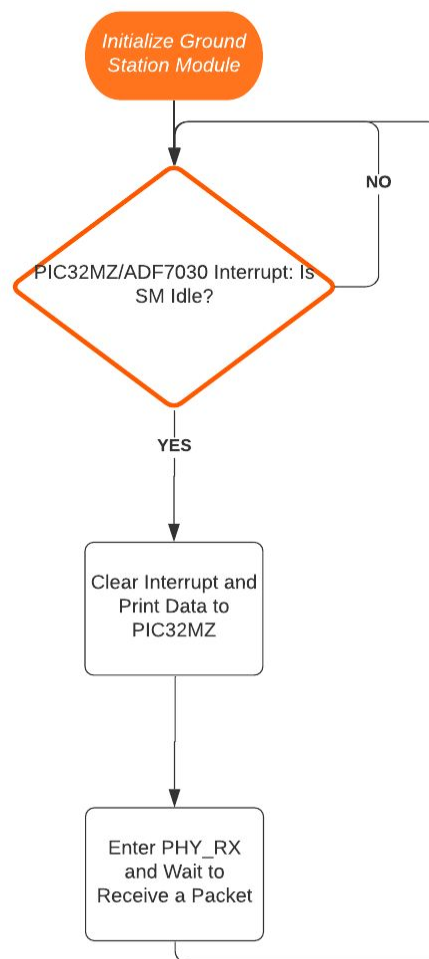 Initialize Ground
Station Module
NO
PIC32MZ/ADF7030 Interrupt: Is
SM Idle?
YES
Clear Interrupt and
Print Data to
PIC32MZ
Enter PHY_RX
and Wait to
Receive a Packet